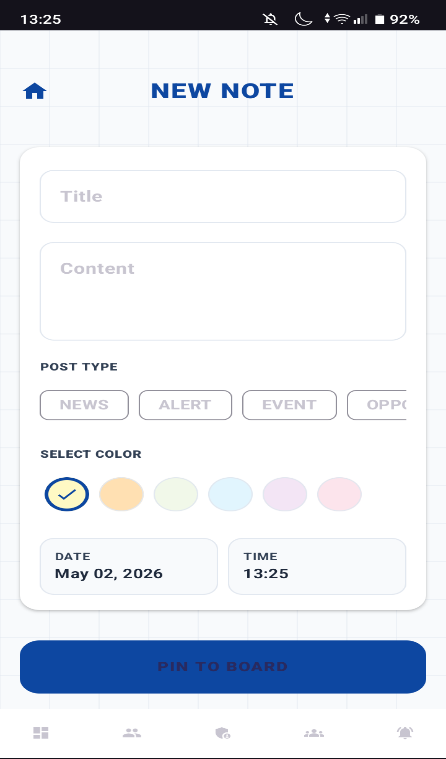 13:25
92%
NEW NOTE
Title
Content
POST TYPE
NEWS ALERT EVENT OPPO
SELECT COLOR
DATE TIME
May 02, 2026 13:25
PIN TO BOARD